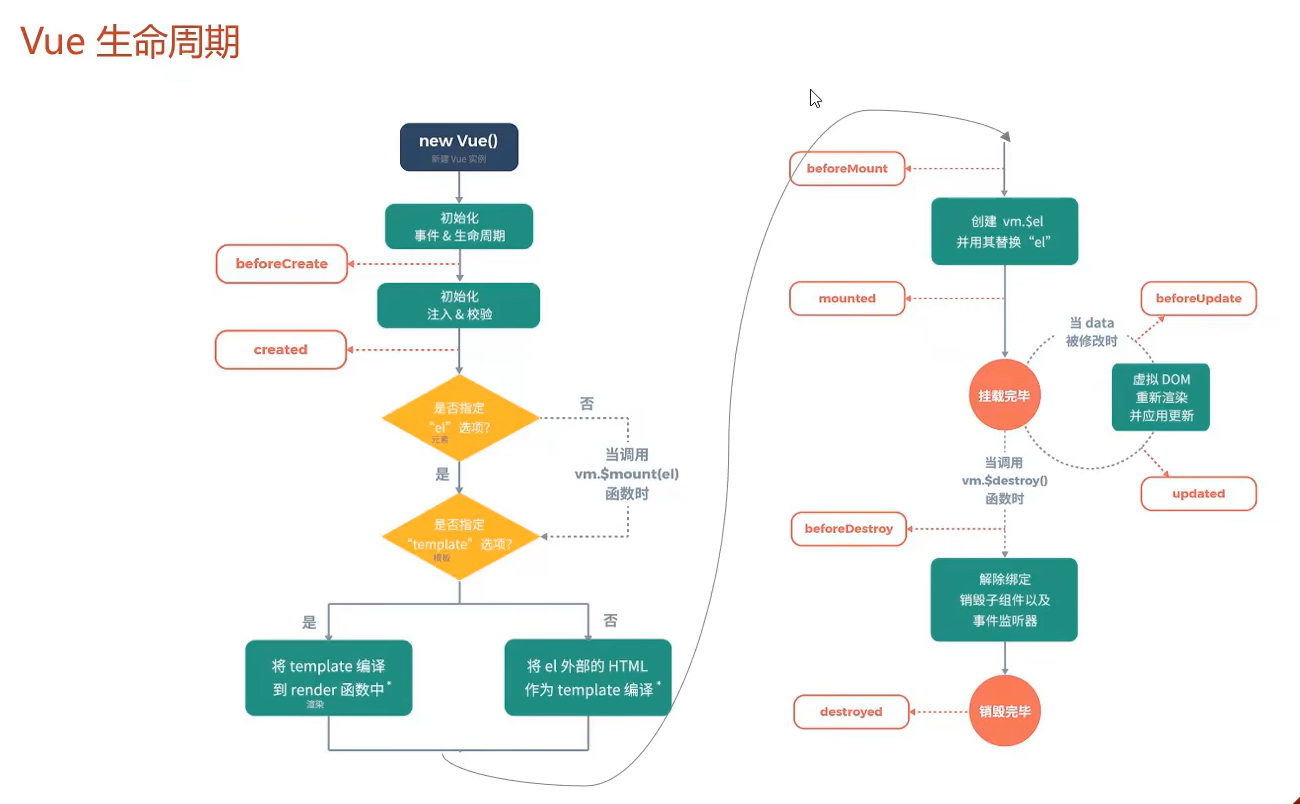 Vue 生命周期
new Vue()
新建 Vue 实例
初始化
事件 & 生命周期
beforeCreate
初始化
注入 & 校验
created
是否指定
“el” 选项?
元素
否
是
当调用
vm.$mount(el)
函数时
是否指定
“template” 选项?
模板
是
否
将 template 编译
到 render 函数中*
渲染
将 el 外部的 HTML
作为 template 编译*
beforeMount
创建 vm.$el
并用其替换 “el”
mounted
beforeUpdate
当 data
被修改时
挂载完毕
虚拟 DOM
重新渲染
并应用更新
updated
当调用
vm.$destroy()
函数时
beforeDestroy
解除绑定
销毁子组件以及
事件监听器
destroyed
销毁完毕